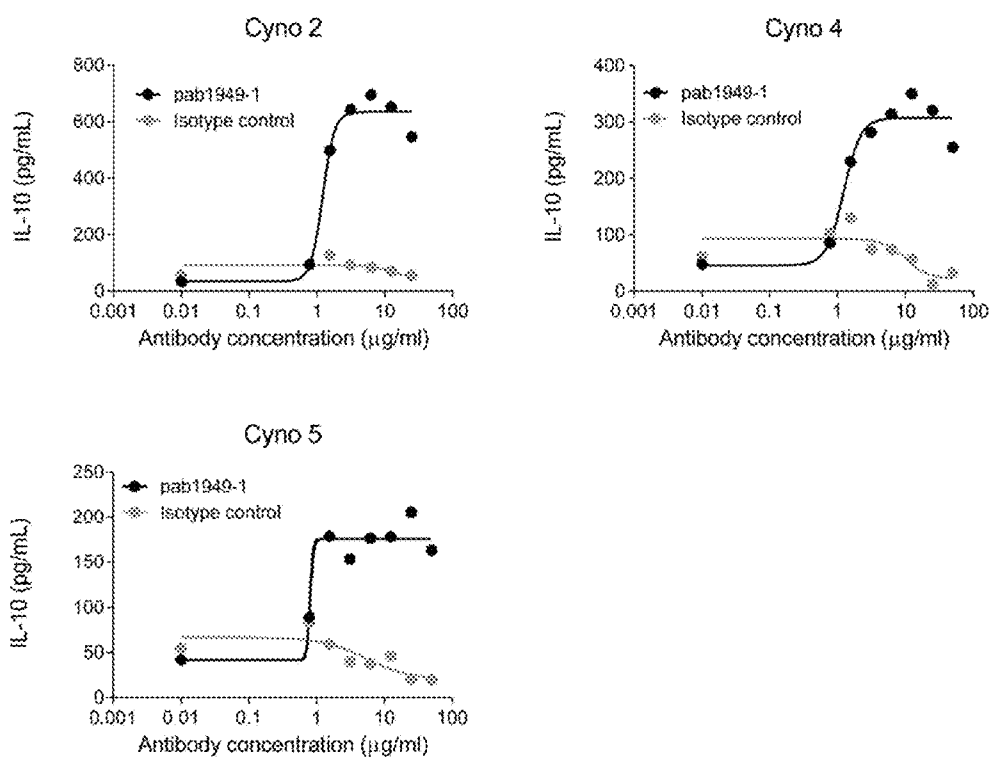 Cyno 2
800
600
400
200
0
IL-10 (pg/mL)
pab1949-1
Isotype control
0.001 0.01 0.1 1 10 100
Antibody concentration (μg/ml)
Cyno 4
400
300
200
100
0
IL-10 (pg/mL)
pab1949-1
Isotype control
0.001 0.01 0.1 1 10 100
Antibody concentration (μg/ml)
Cyno 5
250
200
150
100
50
0
IL-10 (pg/mL)
pab1949-1
Isotype control
0.001 0.01 0.1 1 10 100
Antibody concentration (μg/ml)